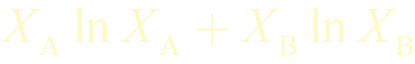 X_A ln X_A + X_B ln X_B